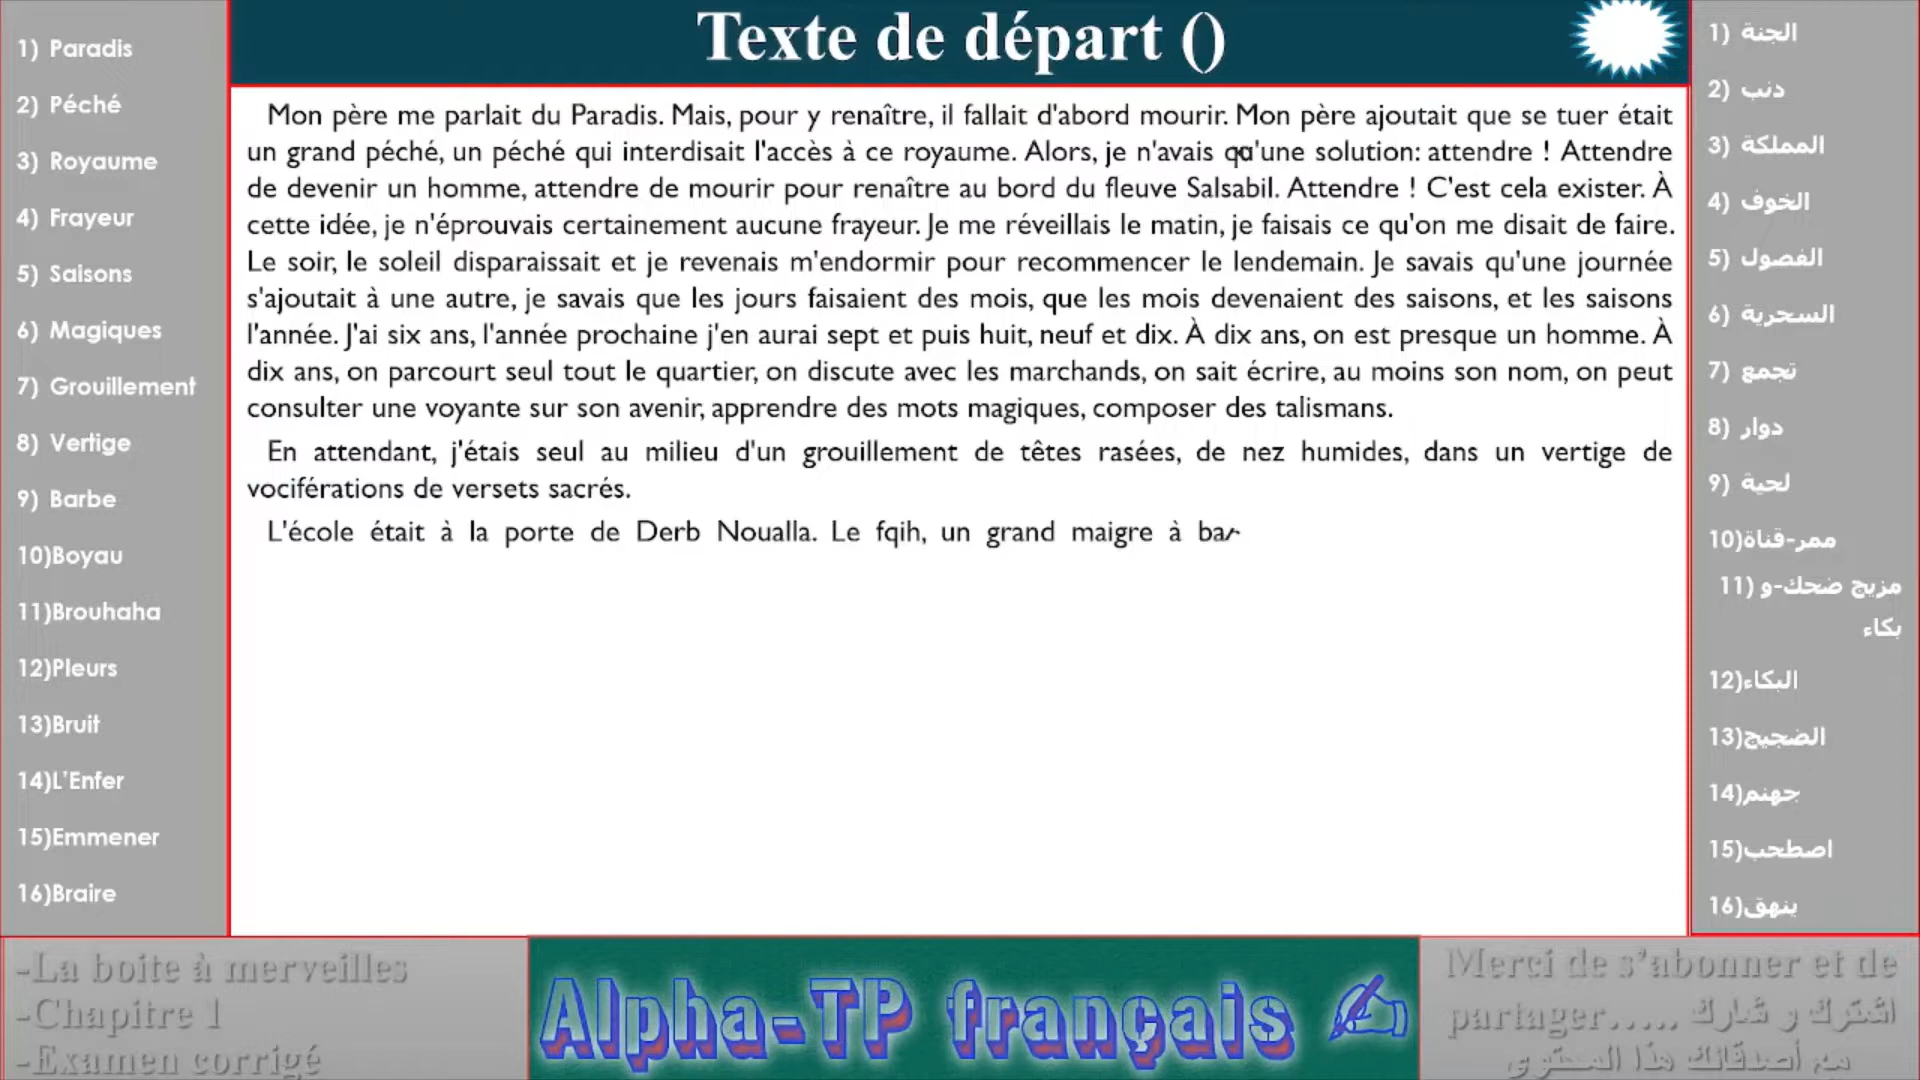 Texte de départ ()
1) Paradis
2) Péché
3) Royaume
4) Frayeur
5) Saisons
6) Magiques
7) Grouillement
8) Vertige
9) Barbe
10)Boyau
11)Brouhaha
12)Pleurs
13)Bruit
14)L'Enfer
15)Emmener
16)Braire
Mon père me parlait du Paradis. Mais, pour y renaître, il fallait d'abord mourir. Mon père ajoutait que se tuer était
un grand péché, un péché qui interdisait l'accès à ce royaume. Alors, je n'avais qu'une solution: attendre ! Attendre
de devenir un homme, attendre de mourir pour renaître au bord du fleuve Salsabil. Attendre ! C'est cela exister. À
cette idée, je n'éprouvais certainement aucune frayeur. Je me réveillais le matin, je faisais ce qu'on me disait de faire.
Le soir, le soleil disparaissait et je revenais m'endormir pour recommencer le lendemain. Je savais qu'une journée
s'ajoutait à une autre, je savais que les jours faisaient des mois, que les mois devenaient des saisons, et les saisons
l'année. J'ai six ans, l'année prochaine j'en aurai sept et puis huit, neuf et dix. À dix ans, on est presque un homme. À
dix ans, on parcourt seul tout le quartier, on discute avec les marchands, on sait écrire, au moins son nom, on peut
consulter une voyante sur son avenir, apprendre des mots magiques, composer des talismans.
En attendant, j'étais seul au milieu d'un grouillement de têtes rasées, de nez humides, dans un vertige de
vociférations de versets sacrés.
L'école était à la porte de Derb Noualla. Le fqih, un grand maigre à bar
1) الجنة
2) ذنب
3) المملكة
4) الخوف
5) الفصول
6) السحرية
7) تجمع
8) دوار
9) لحية
10)ممر-قناة
11) مزيج ضحك-و
بكاء
12)البكاء
13)الضجيج
14)جهنم
15)اصطحب
16)ينهق
-La boite à merveilles
-Chapitre 1
-Examen corrigé
Alpha-TP français
Merci de s'abonner et de
partager..... اشترك و شارك
مع أصدقائك هذا المحتوى